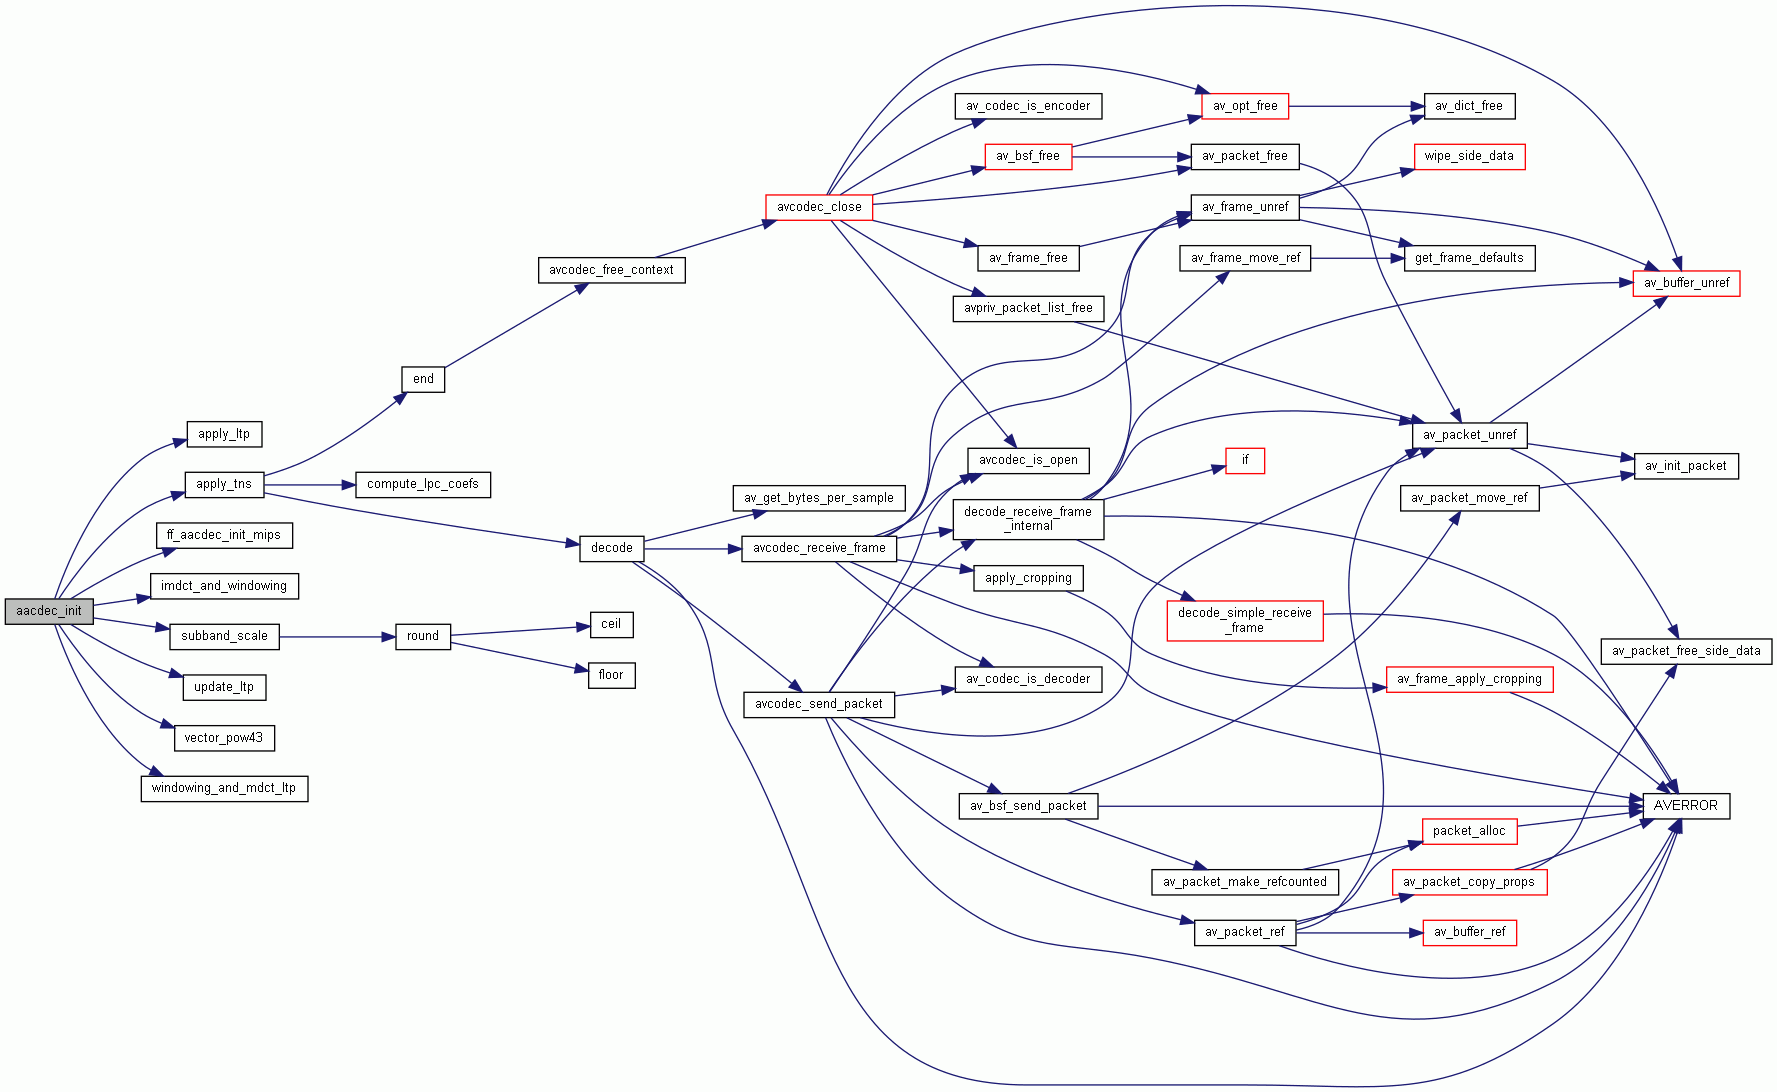 aacdec_init
apply_ltp
apply_tns
ff_aacdec_init_mips
imdct_and_windowing
subband_scale
update_ltp
vector_pow43
windowing_and_mdct_ltp
end
compute_lpc_coefs
round
avcodec_free_context
decode
ceil
floor
avcodec_close
av_get_bytes_per_sample
avcodec_receive_frame
avcodec_send_packet
av_codec_is_encoder
av_bsf_free
av_frame_free
avpriv_packet_list_free
avcodec_is_open
decode_receive_frame
_internal
apply_cropping
av_codec_is_decoder
av_bsf_send_packet
av_opt_free
av_packet_free
av_frame_unref
av_frame_move_ref
if
decode_simple_receive
_frame
av_packet_make_refcounted
av_packet_ref
av_dict_free
wipe_side_data
get_frame_defaults
av_packet_unref
av_packet_move_ref
av_frame_apply_cropping
packet_alloc
av_packet_copy_props
av_buffer_ref
av_buffer_unref
av_init_packet
av_packet_free_side_data
AVERROR